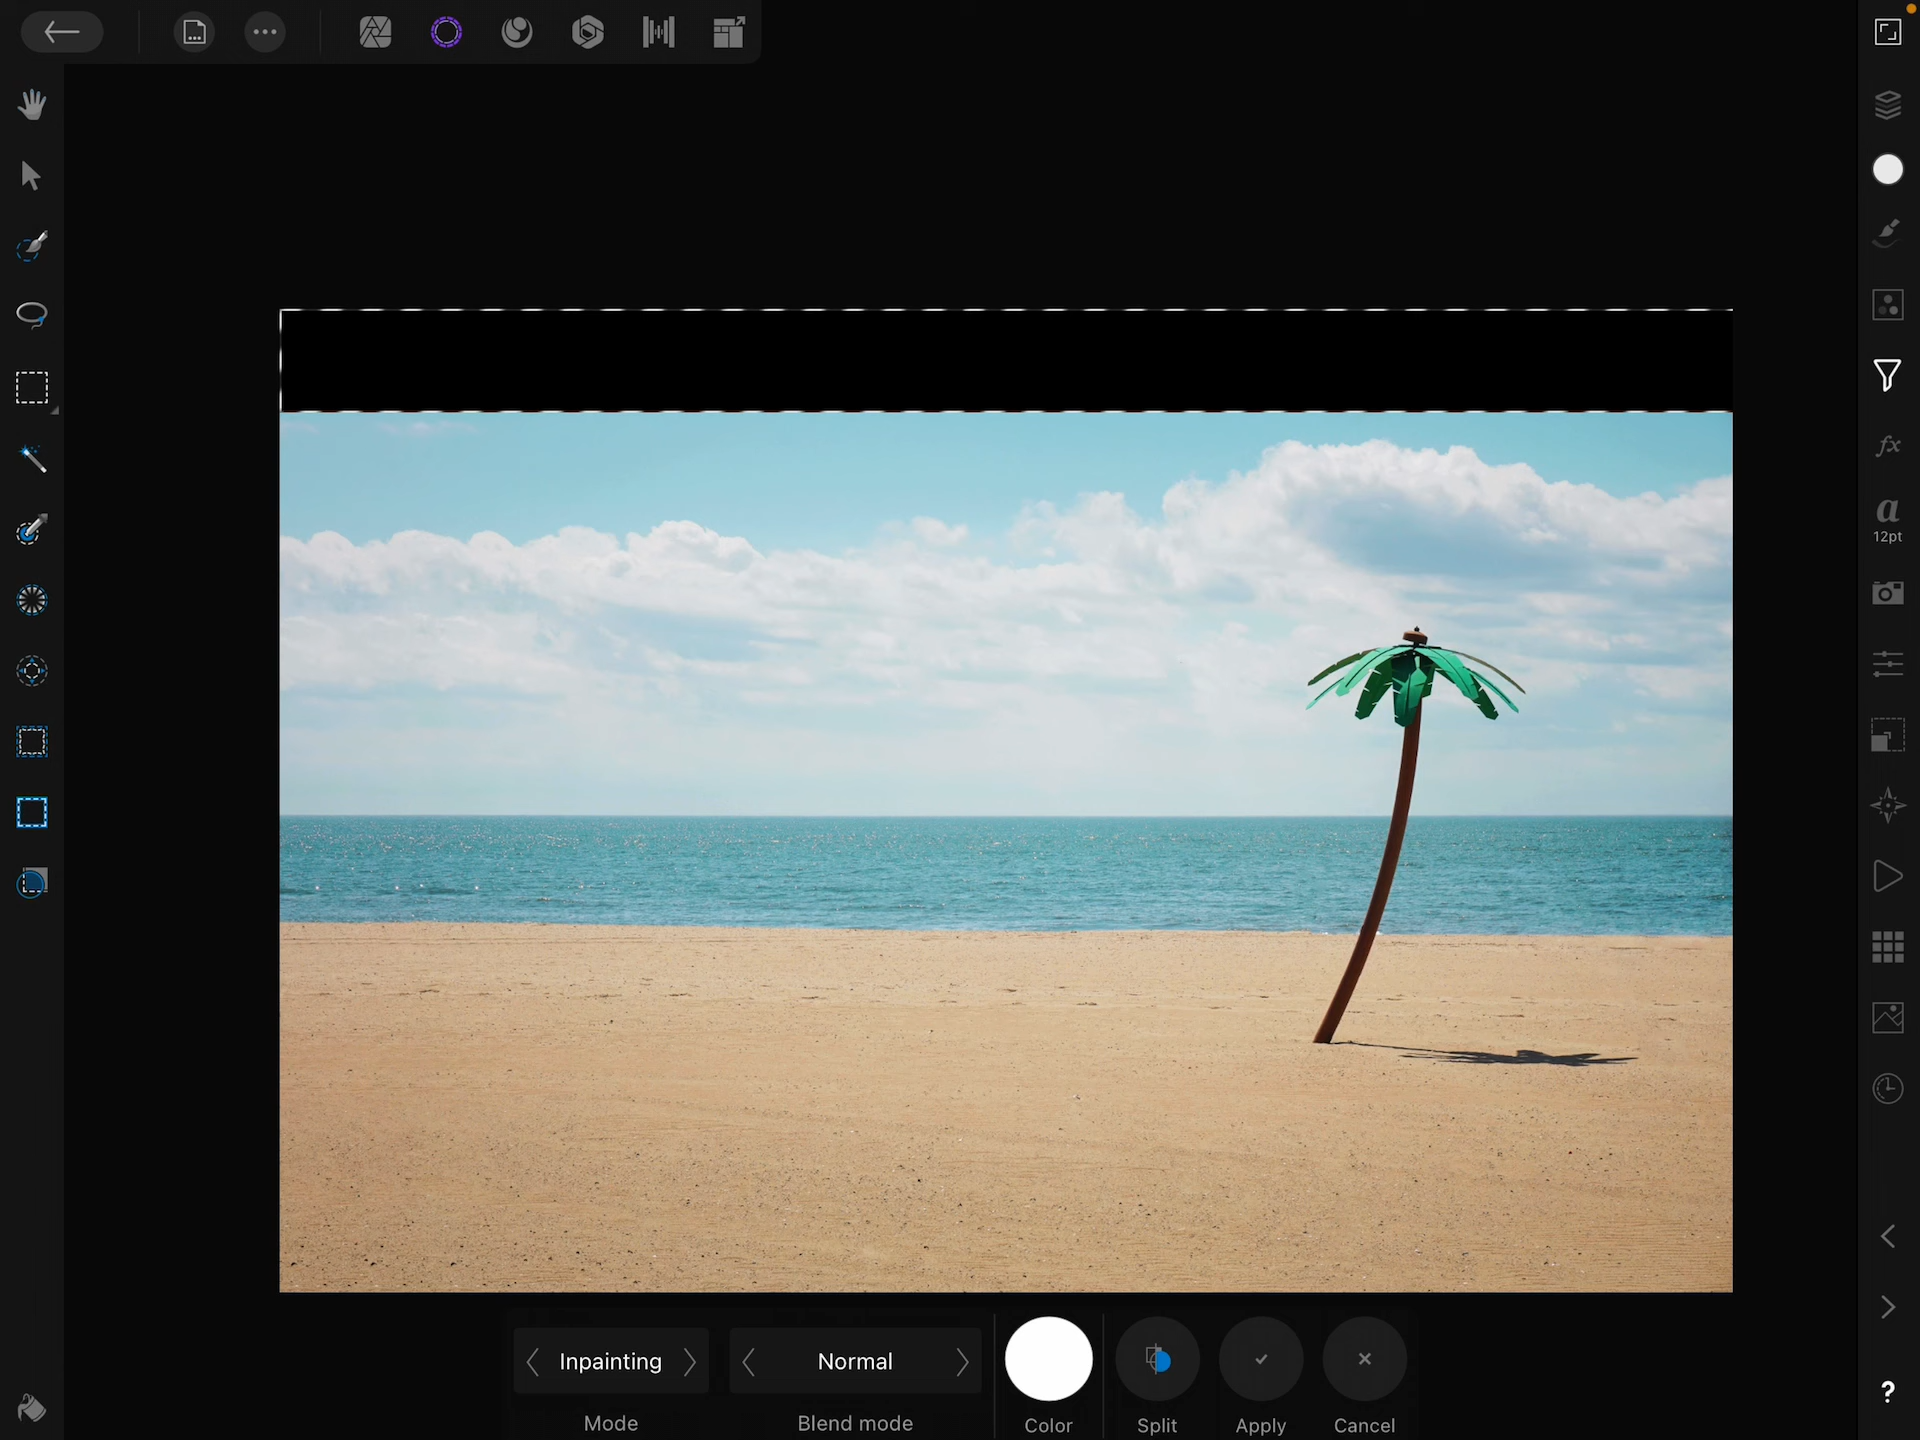 a
12pt
Inpainting
Normal
Mode
Blend mode
Color
Split
Apply
Cancel
?